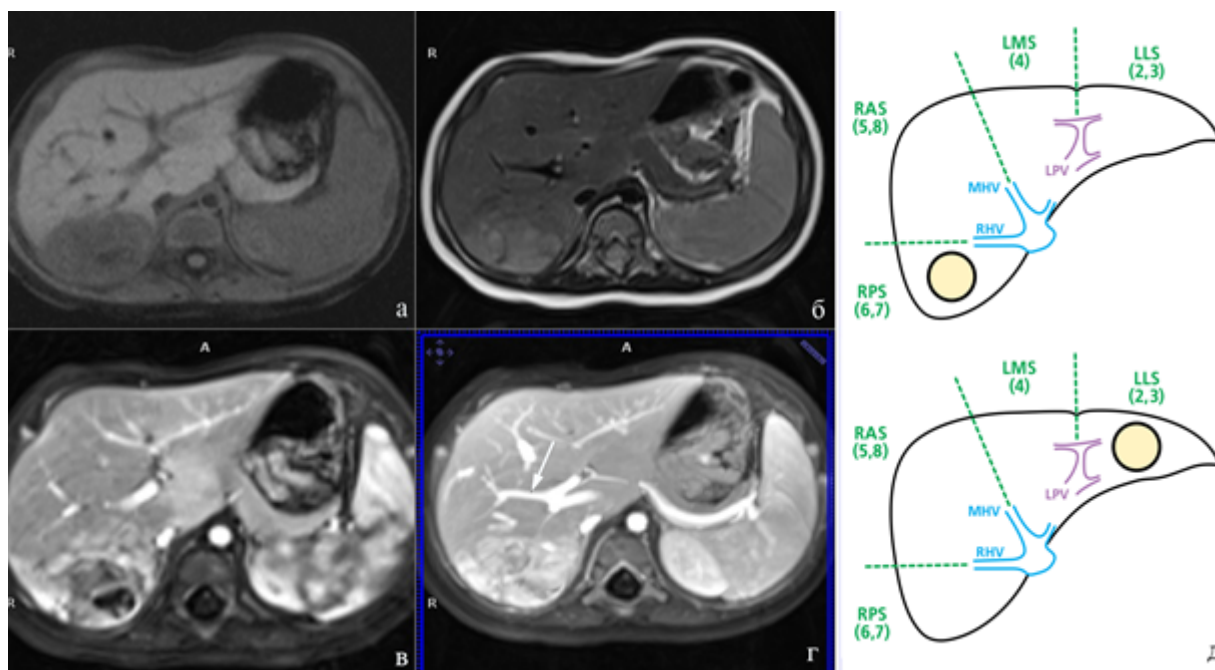 R
а
R
б
A
R
в
A
R
г
LMS
(4)
LLS
(2,3)
RAS
(5,8)
LPV
MHV
RHV
RPS
(6,7)
LMS
(4)
LLS
(2,3)
RAS
(5,8)
LPV
MHV
RHV
RPS
(6,7)
д